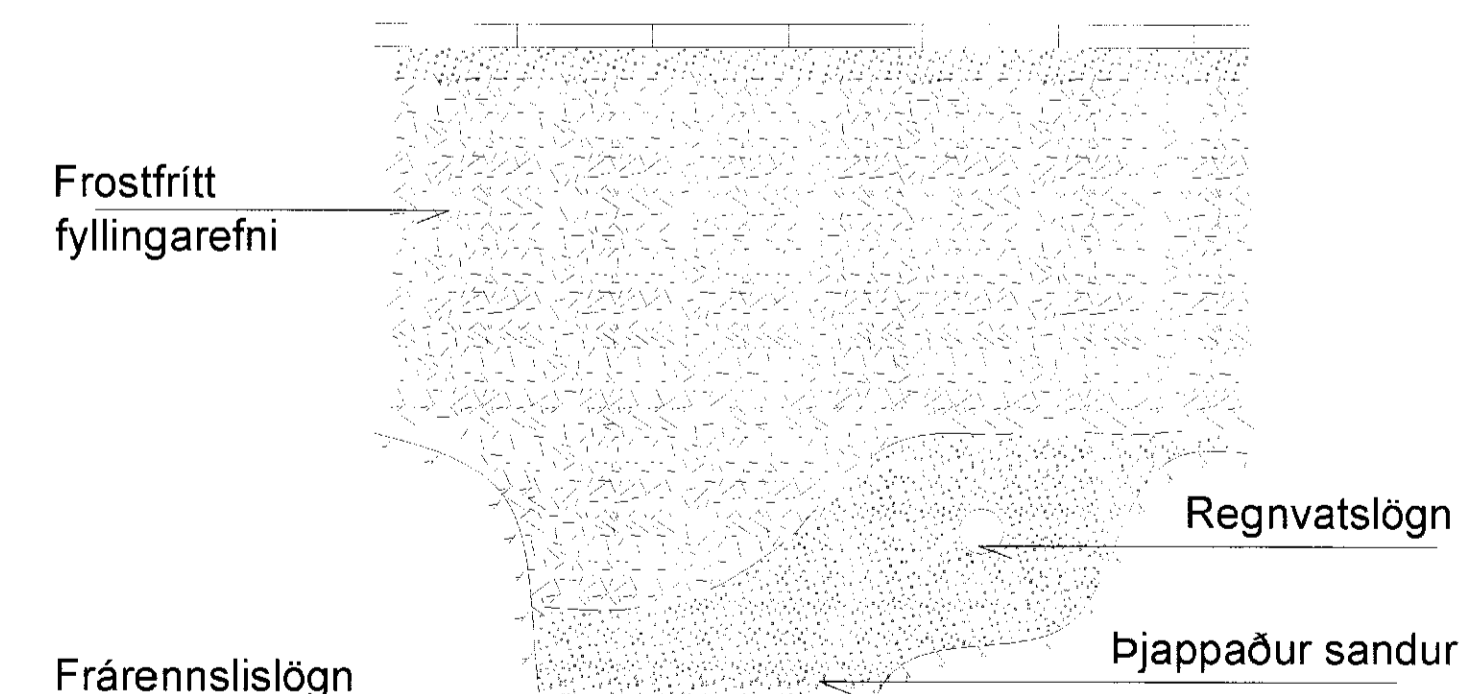 Frostfrítt
fyllingarefni
Regnvatslögn
Þjappaður sandur
Frárennslislögn